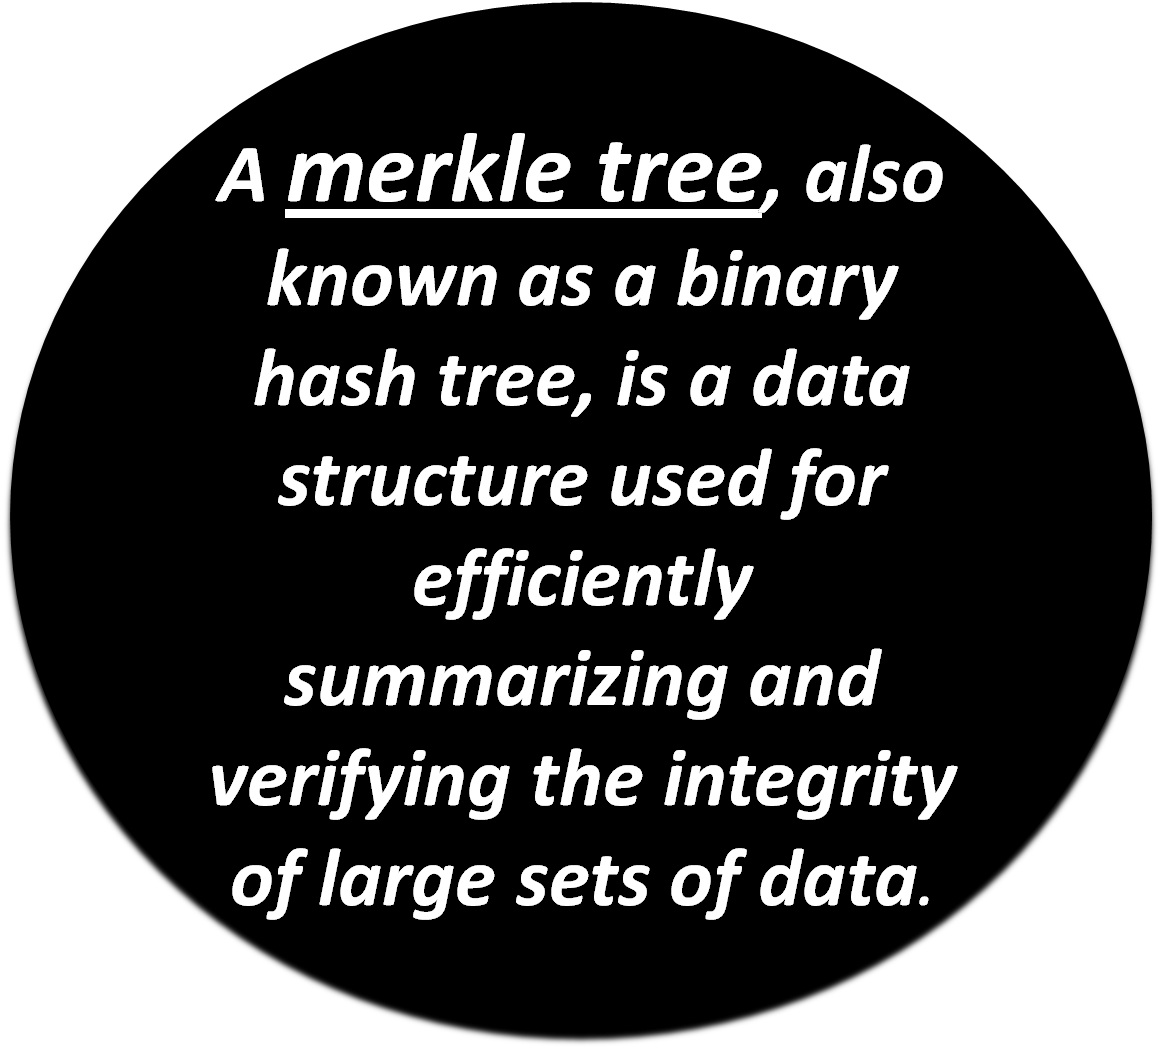 A merkle tree, also
known as a binary
hash tree, is a data
structure used for
efficiently
summarizing and
verifying the integrity
of large sets of data.